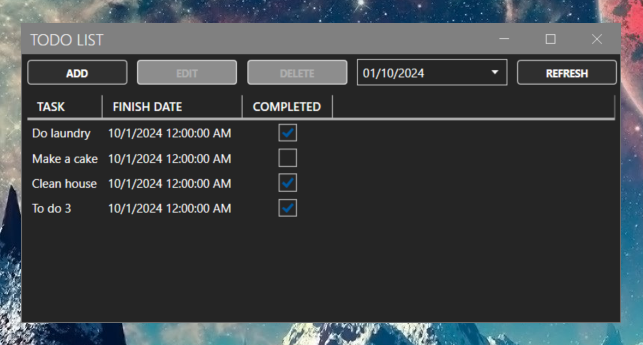 TODO LIST
ADD EDIT DELETE 01/10/2024 REFRESH
TASK FINISH DATE COMPLETED
Do laundry 10/1/2024 12:00:00 AM
Make a cake 10/1/2024 12:00:00 AM
Clean house 10/1/2024 12:00:00 AM
To do 3 10/1/2024 12:00:00 AM